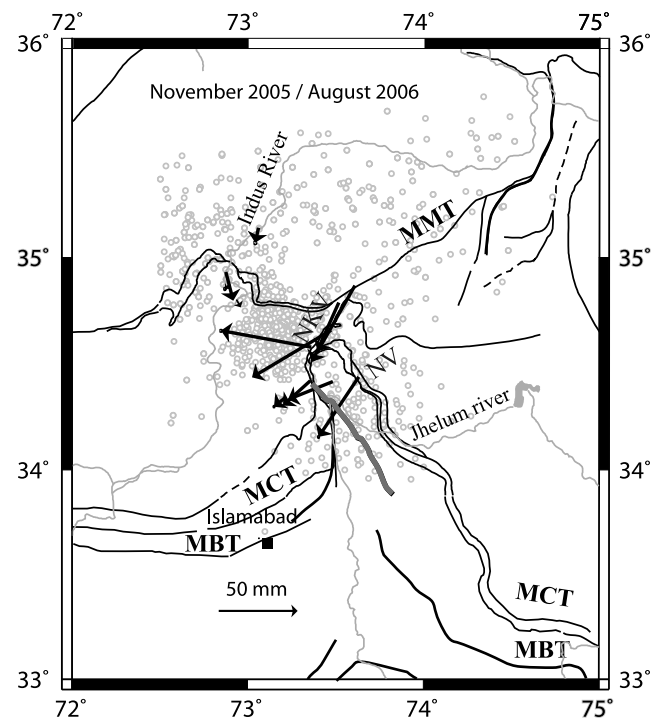 72° 73° 74° 75°
36° 36°
November 2005 / August 2006
Indus River
MMT
35° 35°
NKV
NV
Jhelum river
34° 34°
MCT
Islamabad
MBT
50 mm
MCT
MBT
33° 33°
72° 73° 74° 75°